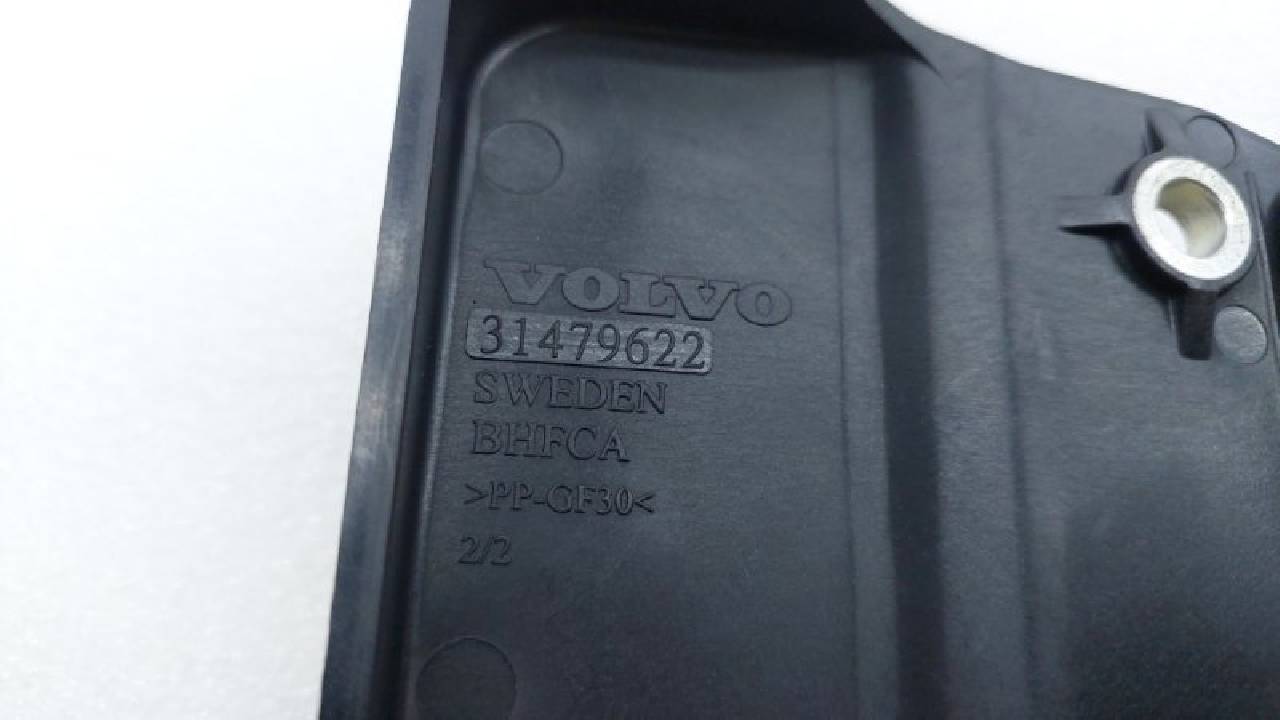 VOLVO
31479622
SWEDEN
BHFCA
>PP-GF30<
2/2